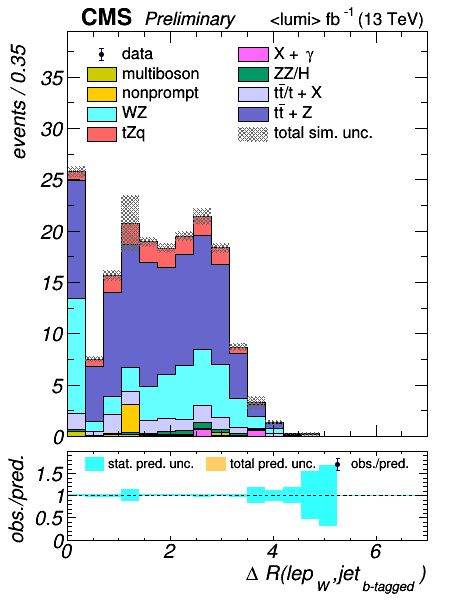 CMS Preliminary <lumi> fb⁻¹ (13 TeV)
events / 0.35
data
multiboson
nonprompt
WZ
tZq
X + γ
ZZ/H
tt̄/t + X
tt̄ + Z
total sim. unc.
35
30
25
20
15
10
5
0
obs./pred.
stat. pred. unc. total pred. unc. obs./pred.
1.5
1
0.5
0
0 2 4 6
Δ R(lep_W,jet_b-tagged)